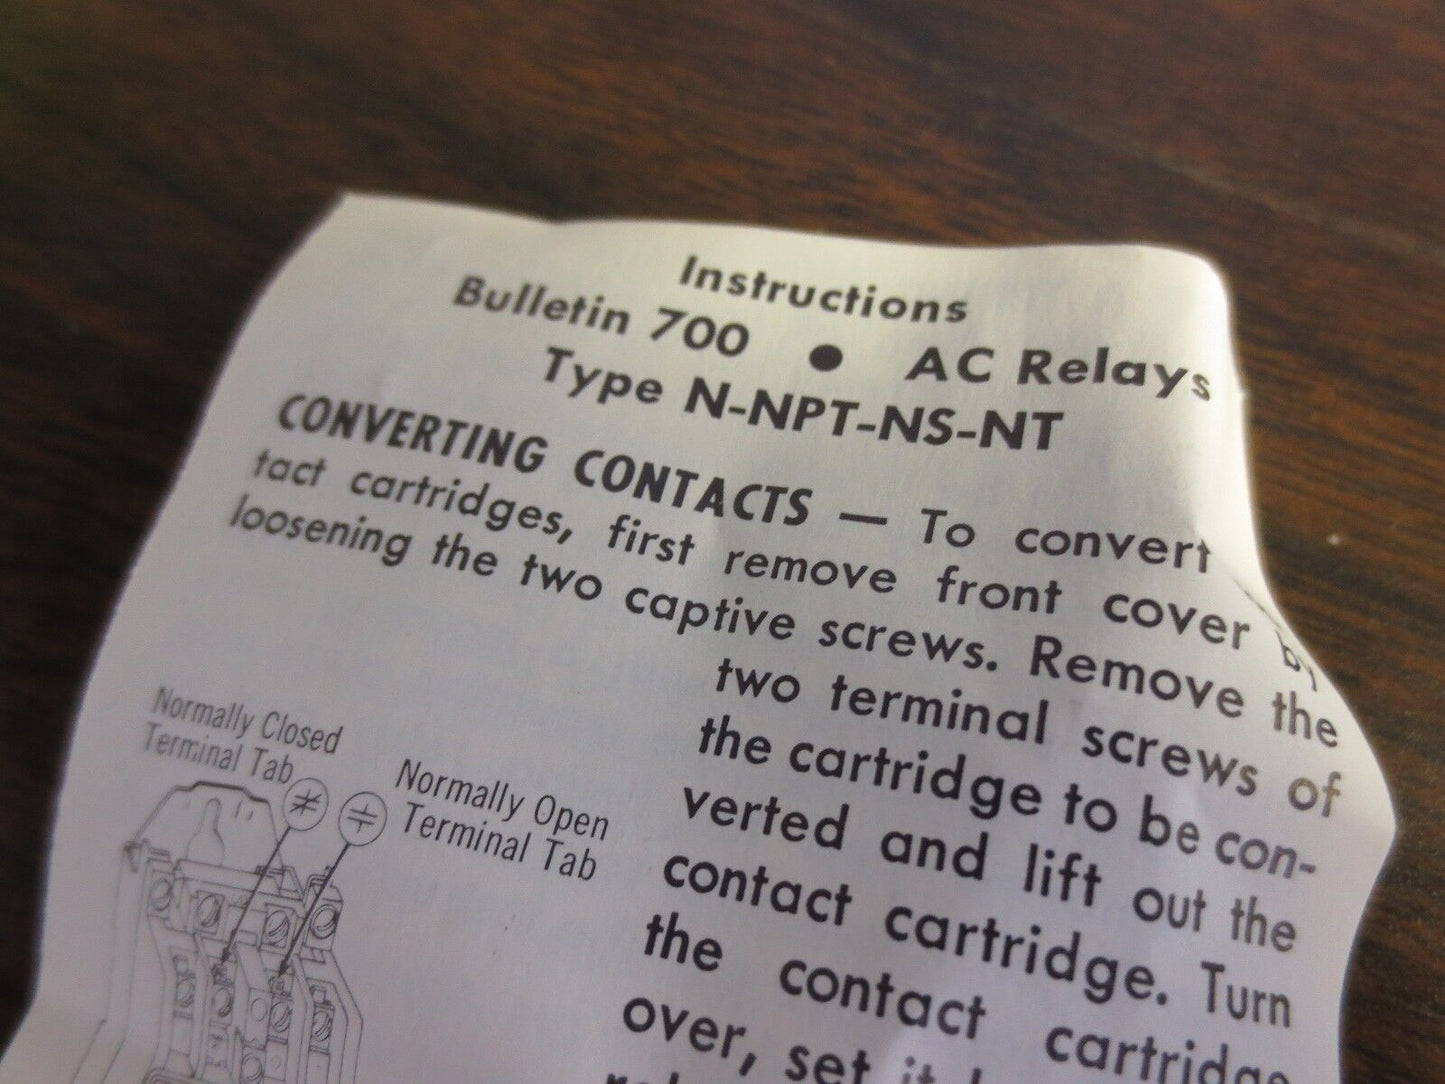 Instructions
Bulletin 700 ● AC Relays
Type N-NPT-NS-NT
CONVERTING CONTACTS — To convert
tact cartridges, first remove front cover by
loosening the two captive screws. Remove the
two terminal screws of
the cartridge to be con-
verted and lift out the
contact cartridge. Turn
the contact cartridge
over, set it
Normally Closed
Terminal Tab
Normally Open
Terminal Tab